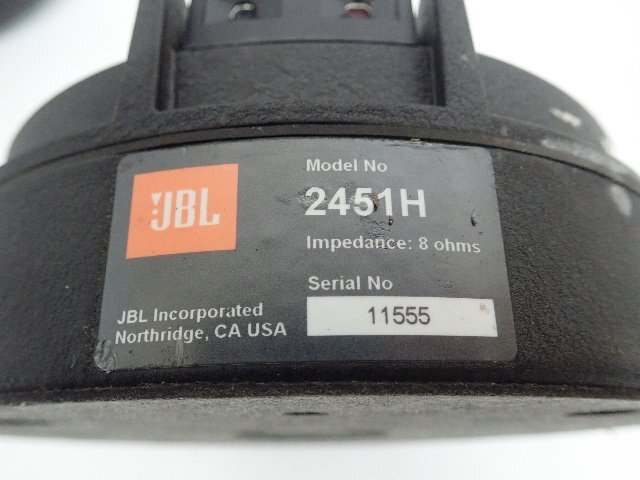 JBL
Model No
2451H
Impedance: 8 ohms
Serial No
11555
JBL Incorporated
Northridge, CA USA